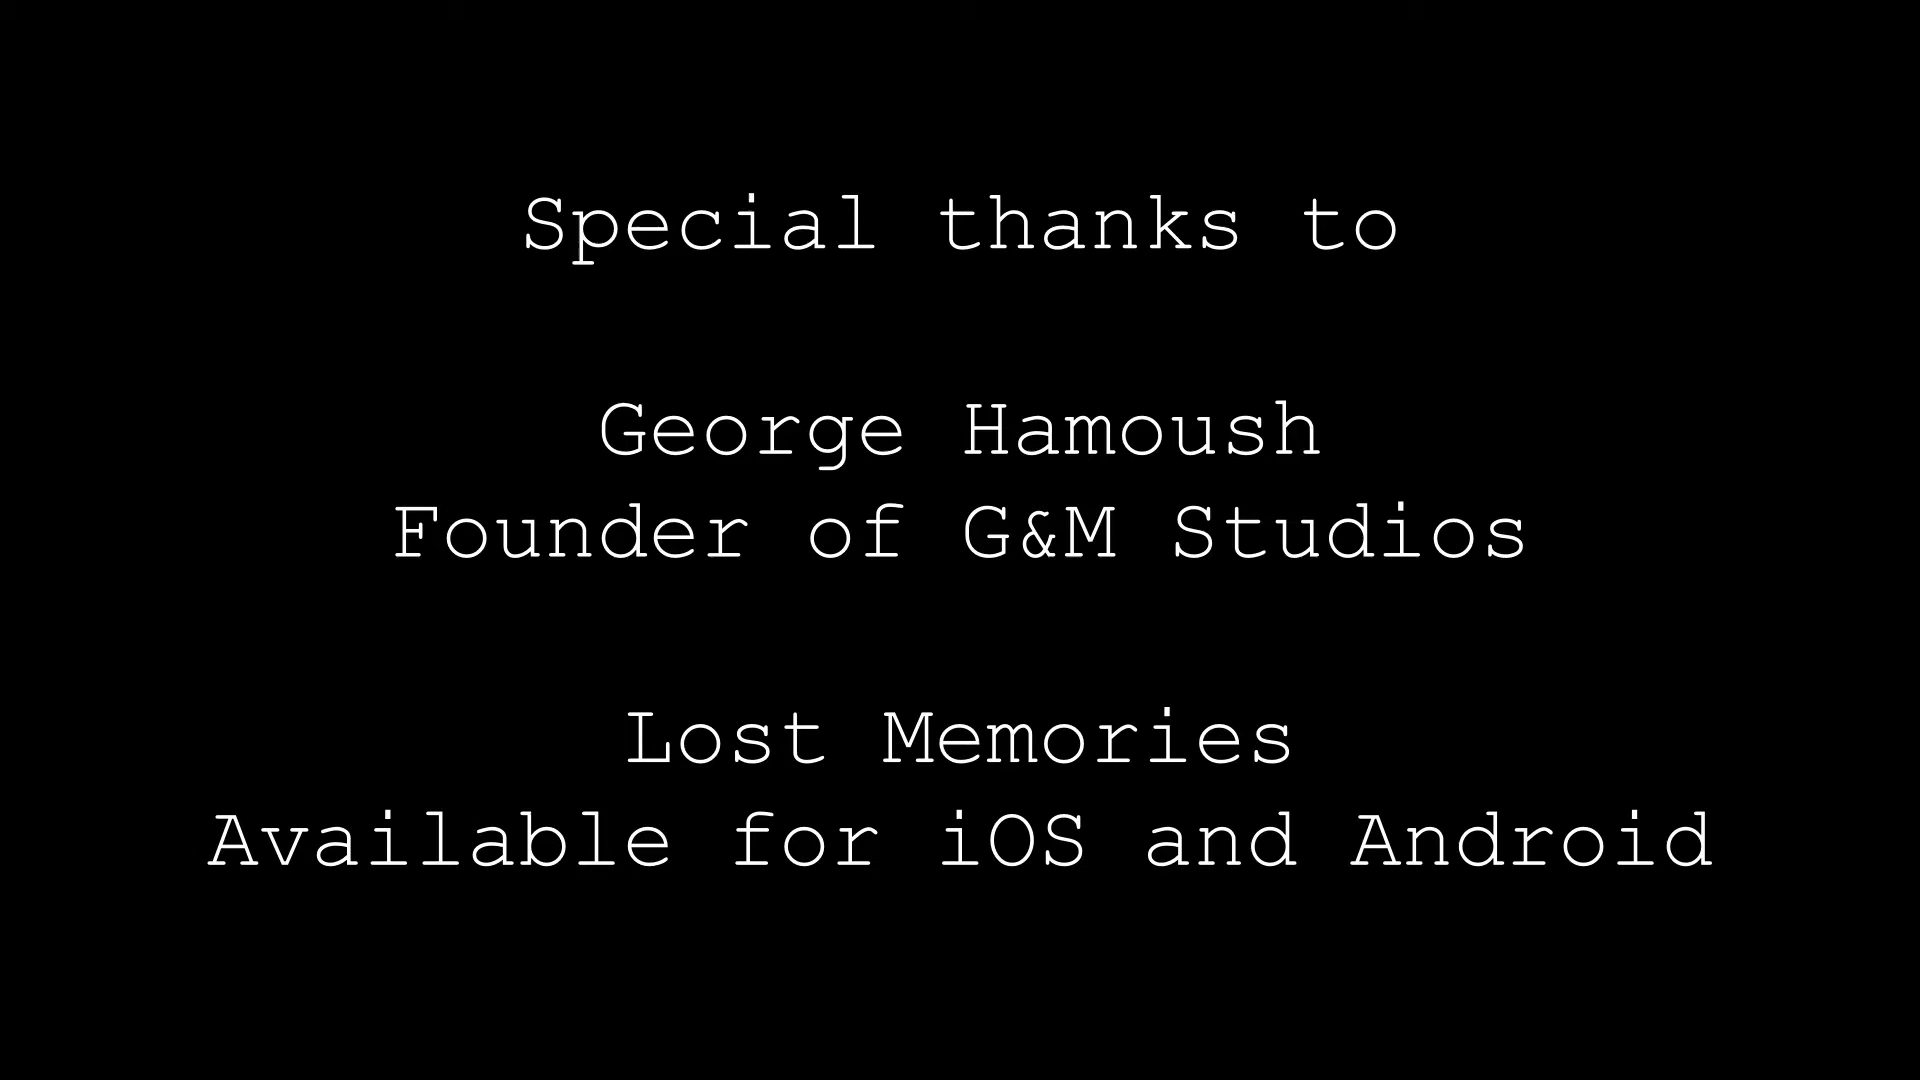 Special thanks to
George Hamoush
Founder of G&M Studios
Lost Memories
Available for iOS and Android